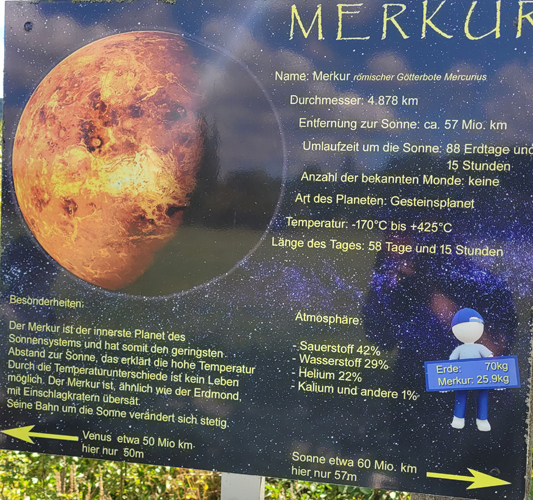 MERKUR
Name: Merkur römischer Götterbote Mercurius
Durchmesser: 4.878 km
Entfernung zur Sonne: ca. 57 Mio. km
Umlaufzeit um die Sonne: 88 Erdtage und
15 Stunden
Anzahl der bekannten Monde: keine
Art des Planeten: Gesteinsplanet
Temperatur: -170°C bis +425°C
Länge des Tages: 58 Tage und 15 Stunden
Besonderheiten:
Der Merkur ist der innerste Planet des
Sonnensystems und hat somit den geringsten
Abstand zur Sonne, das erklärt die hohe Temperatur
Durch die Temperaturunterschiede ist kein Leben
möglich. Der Merkur ist, ähnlich wie der Erdmond,
mit Einschlagkratern übersät.
Seine Bahn um die Sonne verändert sich stetig.
Atmosphäre:
- Sauerstoff 42%
- Wasserstoff 29%
- Helium 22%
- Kalium und andere 1%
Erde: 70kg
Merkur: 25.9kg
Venus etwa 50 Mio km
hier nur 50m
Sonne etwa 60 Mio. km
hier nur 57m